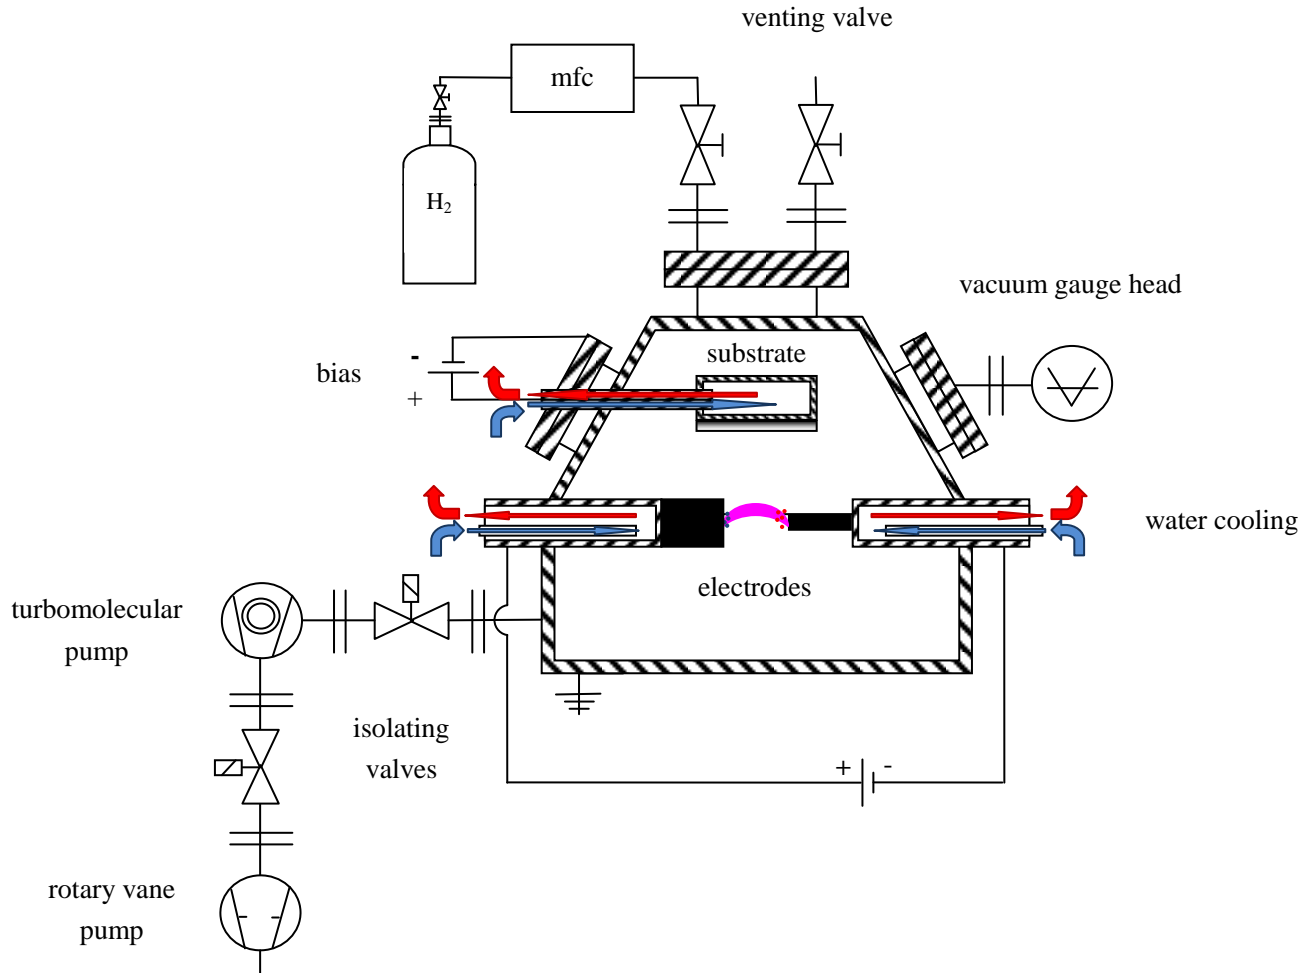 venting valve
mfc
H₂
vacuum gauge head
substrate
bias
-
+
water cooling
electrodes
turbomolecular
pump
isolating
valves
+ -
rotary vane
pump